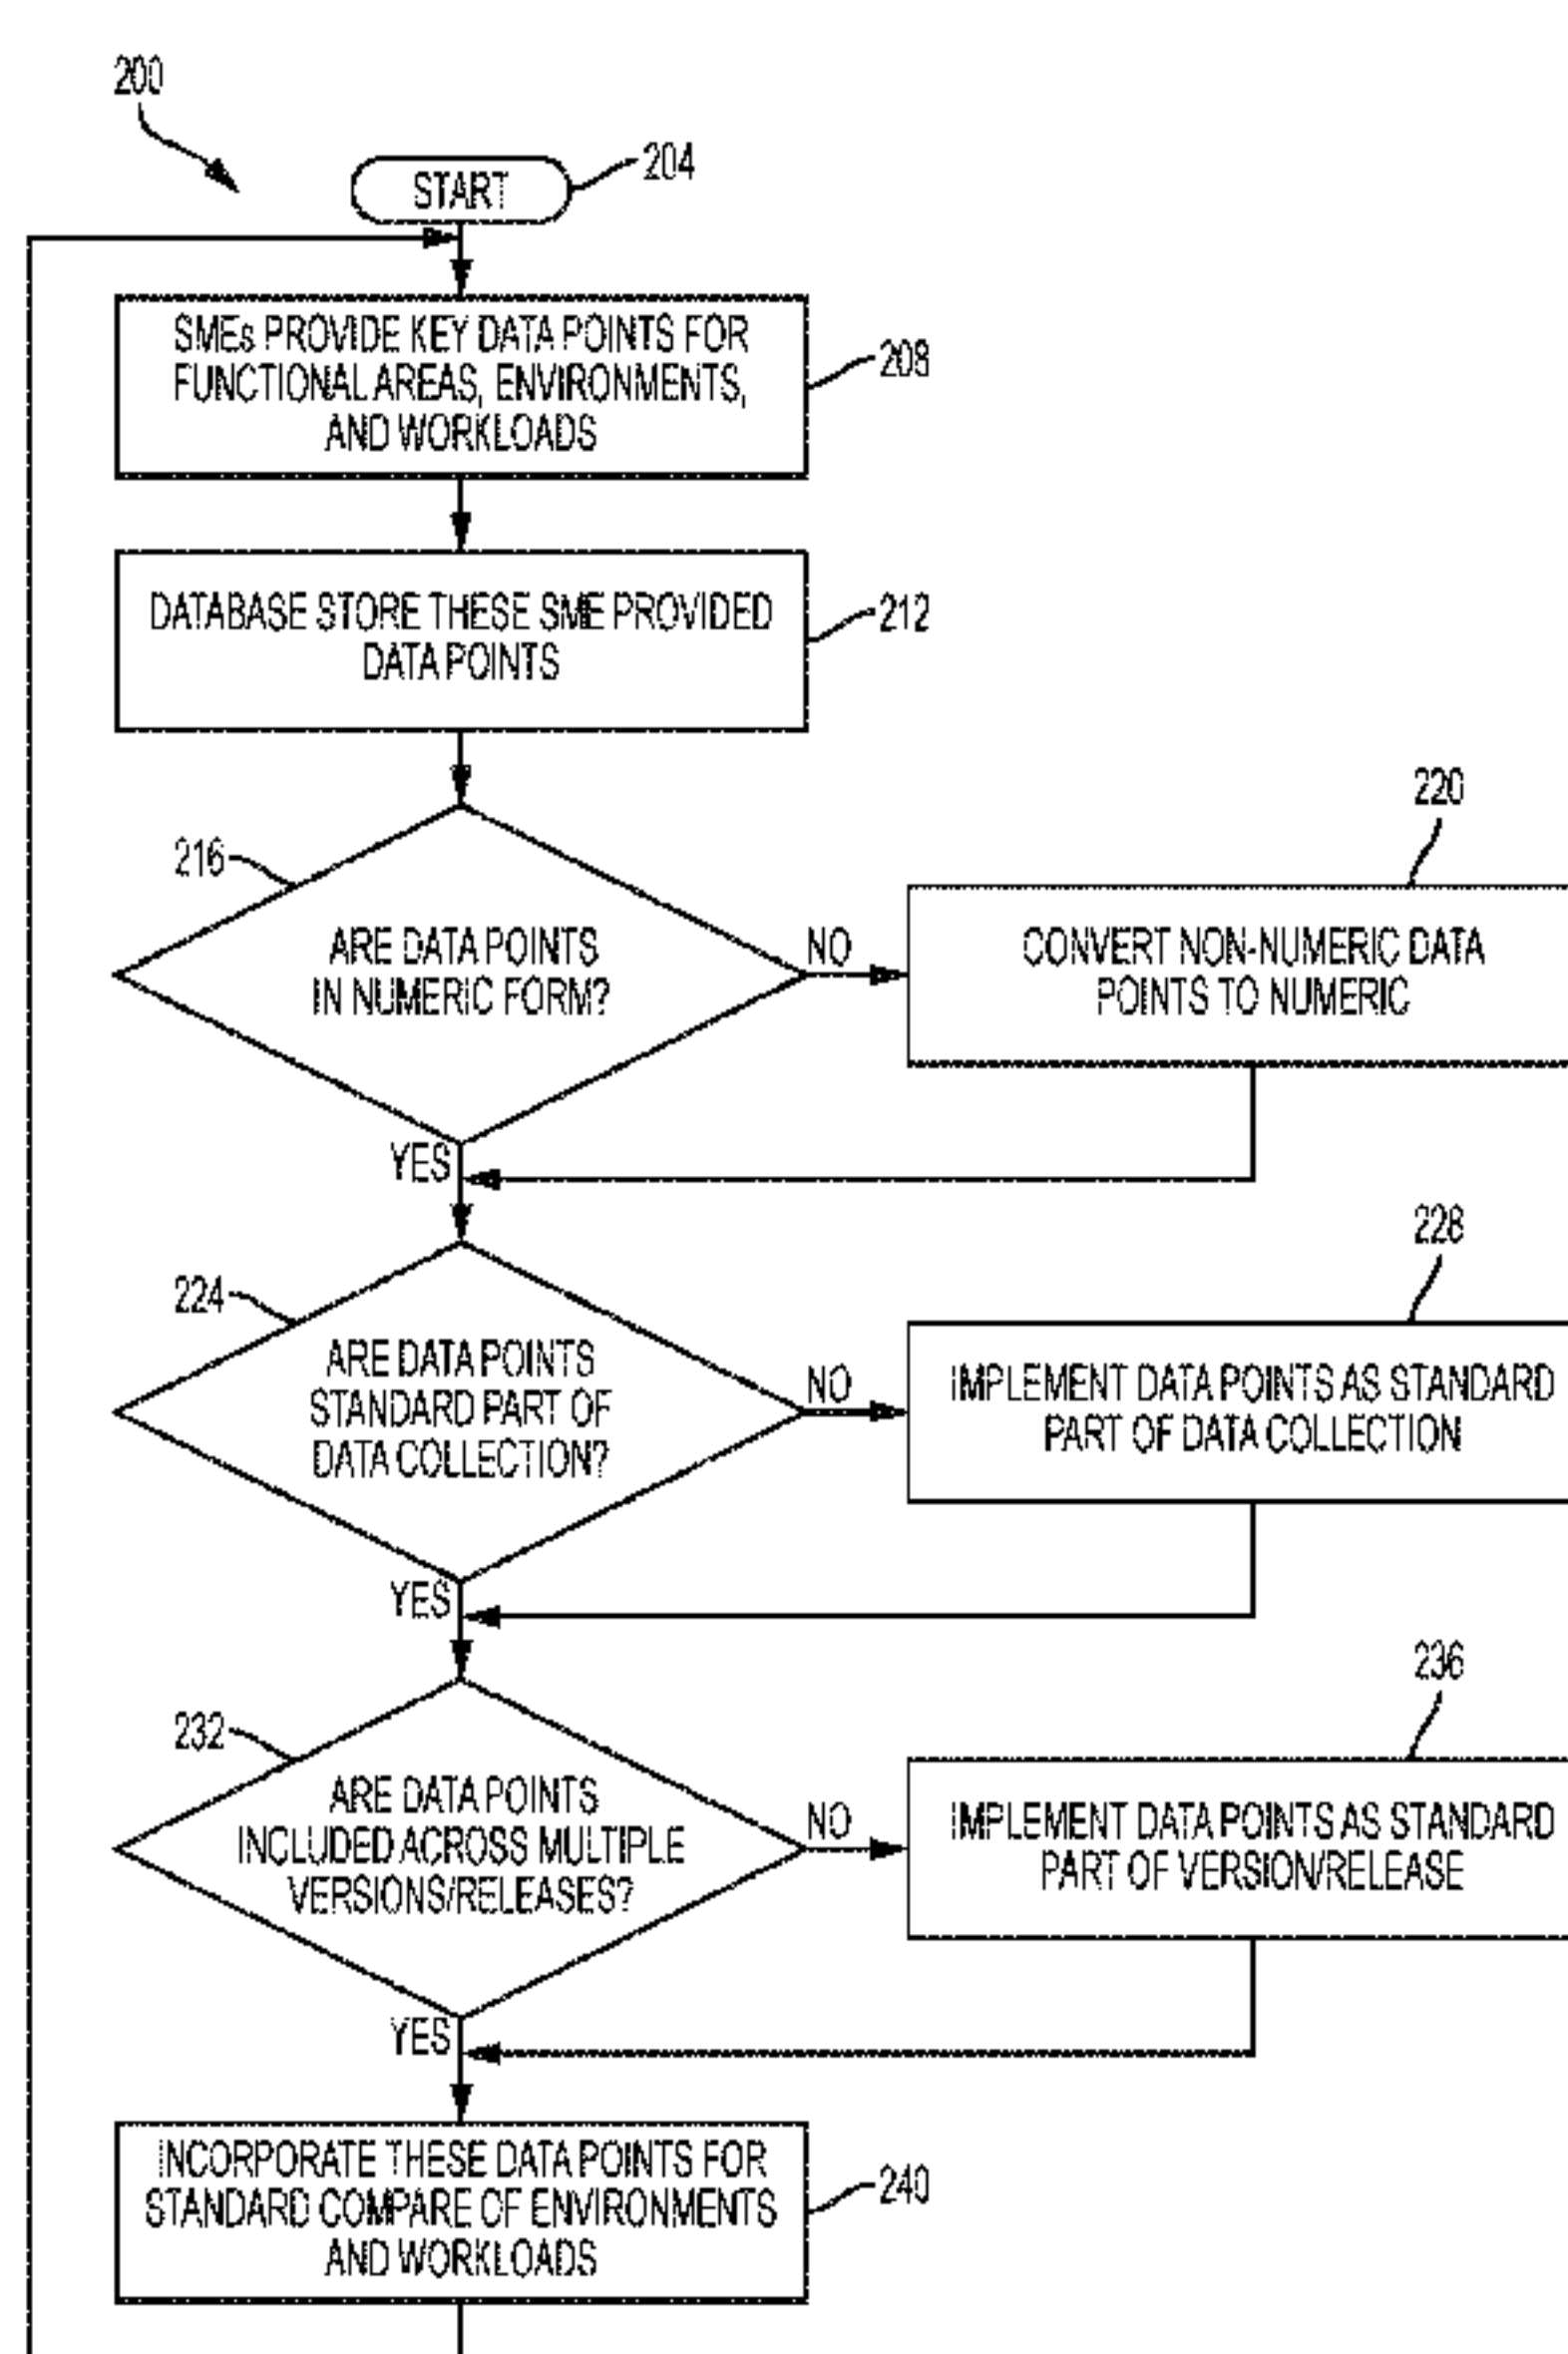 200
START
204
SMEs PROVIDE KEY DATA POINTS FOR
FUNCTIONAL AREAS, ENVIRONMENTS,
AND WORKLOADS
208
DATABASE STORE THESE SME PROVIDED
DATA POINTS
212
216
ARE DATA POINTS
IN NUMERIC FORM?
NO
220
CONVERT NON-NUMERIC DATA
POINTS TO NUMERIC
YES
224
ARE DATA POINTS
STANDARD PART OF
DATA COLLECTION?
NO
228
IMPLEMENT DATA POINTS AS STANDARD
PART OF DATA COLLECTION
YES
232
ARE DATA POINTS
INCLUDED ACROSS MULTIPLE
VERSIONS/RELEASES?
NO
236
IMPLEMENT DATA POINTS AS STANDARD
PART OF VERSION/RELEASE
YES
INCORPORATE THESE DATA POINTS FOR
STANDARD COMPARE OF ENVIRONMENTS
AND WORKLOADS
240